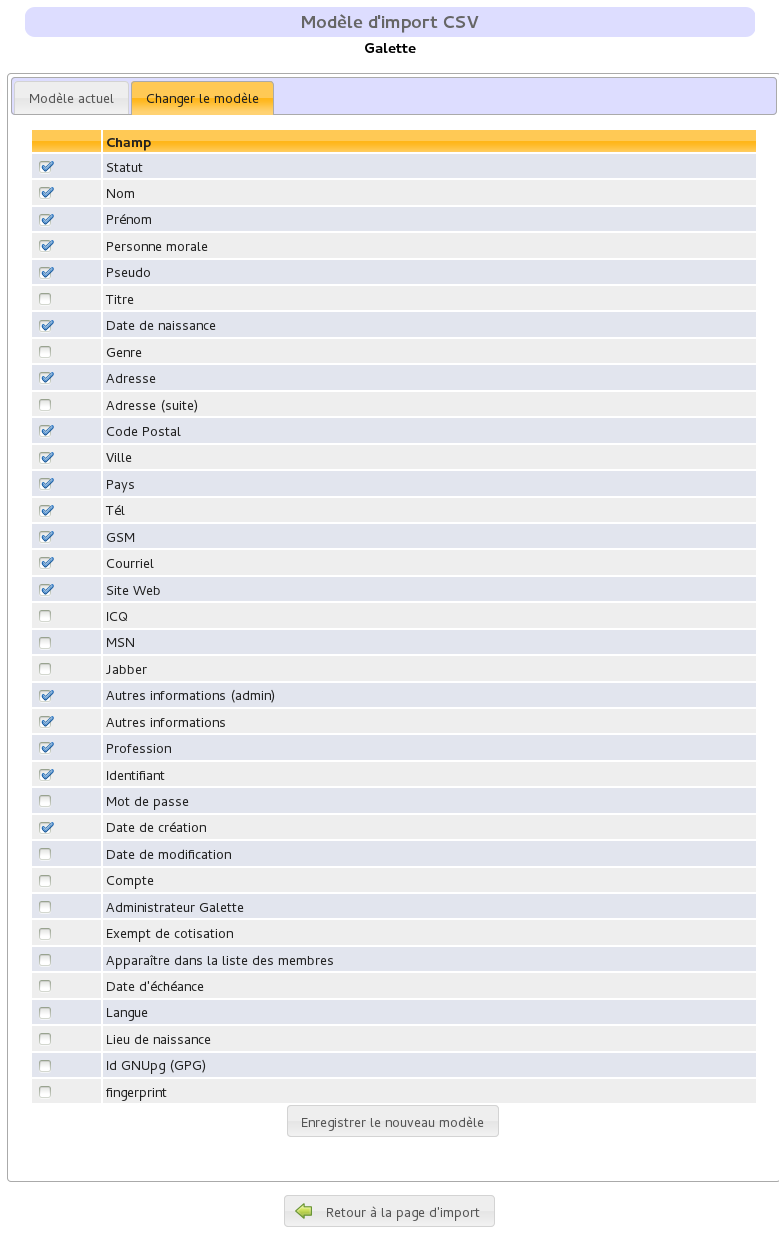 Modèle d'import CSV
Galette
Modèle actuel
Changer le modèle
Champ
Statut
Nom
Prénom
Personne morale
Pseudo
Titre
Date de naissance
Genre
Adresse
Adresse (suite)
Code Postal
Ville
Pays
Tél
GSM
Courriel
Site Web
ICQ
MSN
Jabber
Autres informations (admin)
Autres informations
Profession
Identifiant
Mot de passe
Date de création
Date de modification
Compte
Administrateur Galette
Exempt de cotisation
Apparaître dans la liste des membres
Date d'échéance
Langue
Lieu de naissance
Id GNUpg (GPG)
fingerprint
Enregistrer le nouveau modèle
Retour à la page d'import